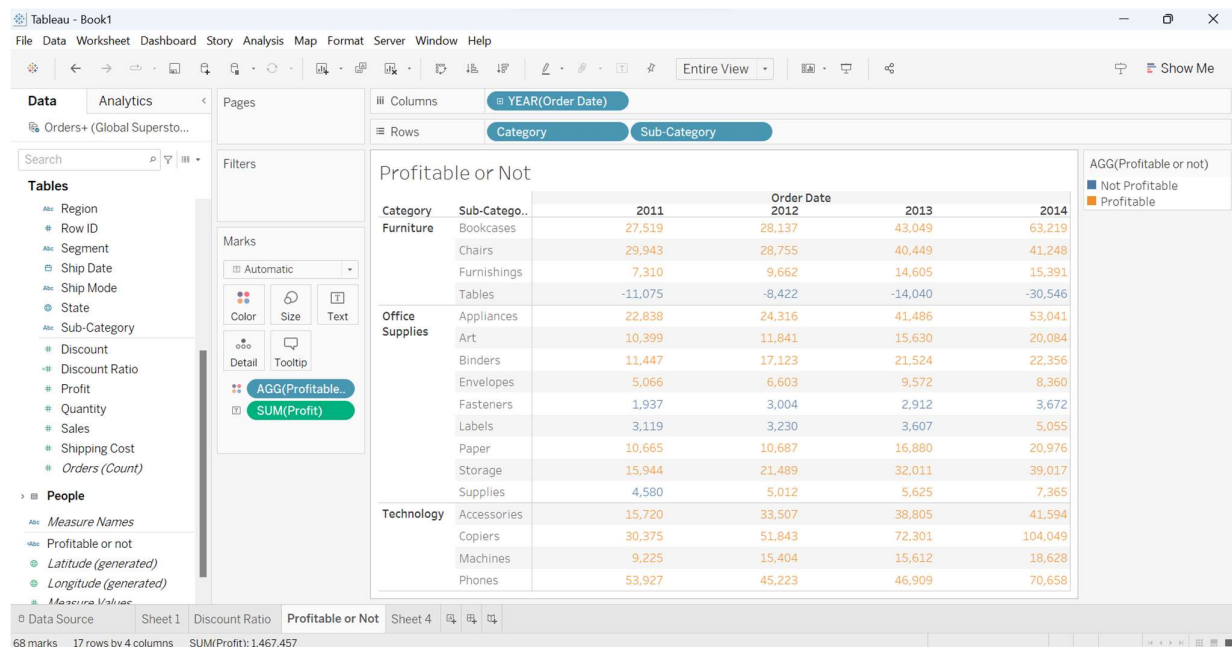 Tableau - Book1
File Data Worksheet Dashboard Story Analysis Map Format Server Window Help
Entire View
Show Me
Data Analytics
Orders+ (Global Supersto...
Search
Tables
Abc Region
# Row ID
Abc Segment
Ship Date
Abc Ship Mode
State
Abc Sub-Category
# Discount
=# Discount Ratio
# Profit
# Quantity
# Sales
# Shipping Cost
# Orders (Count)
People
Abc Measure Names
=Abc Profitable or not
Latitude (generated)
Longitude (generated)
# Measure Values
Pages
Filters
Marks
Automatic
Color Size Text
Detail Tooltip
AGG(Profitable..
SUM(Profit)
Columns YEAR(Order Date)
Rows Category Sub-Category
Profitable or Not
Order Date
Category Sub-Catego.. 2011 2012 2013 2014
Furniture Bookcases 27,519 28,137 43,049 63,219
Chairs 29,943 28,755 40,449 41,248
Furnishings 7,310 9,662 14,605 15,391
Tables -11,075 -8,422 -14,040 -30,546
Office Supplies Appliances 22,838 24,316 41,486 53,041
Art 10,399 11,841 15,630 20,084
Binders 11,447 17,123 21,524 22,356
Envelopes 5,066 6,603 9,572 8,360
Fasteners 1,937 3,004 2,912 3,672
Labels 3,119 3,230 3,607 5,055
Paper 10,665 10,687 16,880 20,976
Storage 15,944 21,489 32,011 39,017
Supplies 4,580 5,012 5,625 7,365
Technology Accessories 15,720 33,507 38,805 41,594
Copiers 30,375 51,843 72,301 104,049
Machines 9,225 15,404 15,612 18,628
Phones 53,927 45,223 46,909 70,658
AGG(Profitable or not)
Not Profitable
Profitable
Data Source Sheet 1 Discount Ratio Profitable or Not Sheet 4
68 marks 17 rows by 4 columns SUM(Profit): 1,467,457